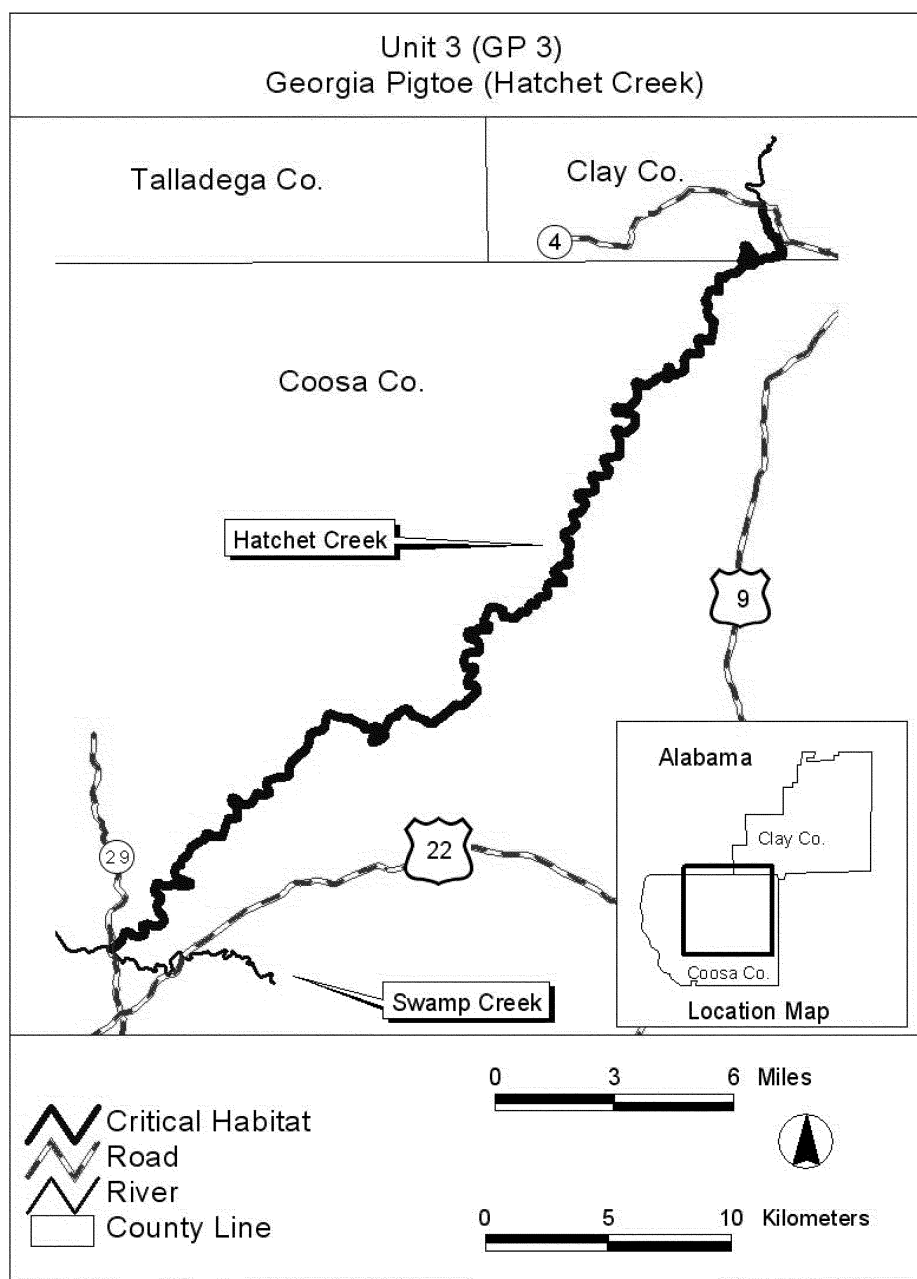 Unit 3 (GP 3)
Georgia Pigtoe (Hatchet Creek)
Talladega Co.
Clay Co.
4
Coosa Co.
Hatchet Creek
9
Alabama
Clay Co.
22
29
Coosa Co.
Swamp Creek
Location Map
0 3 6 Miles
Critical Habitat
Road
River
County Line
0 5 10 Kilometers